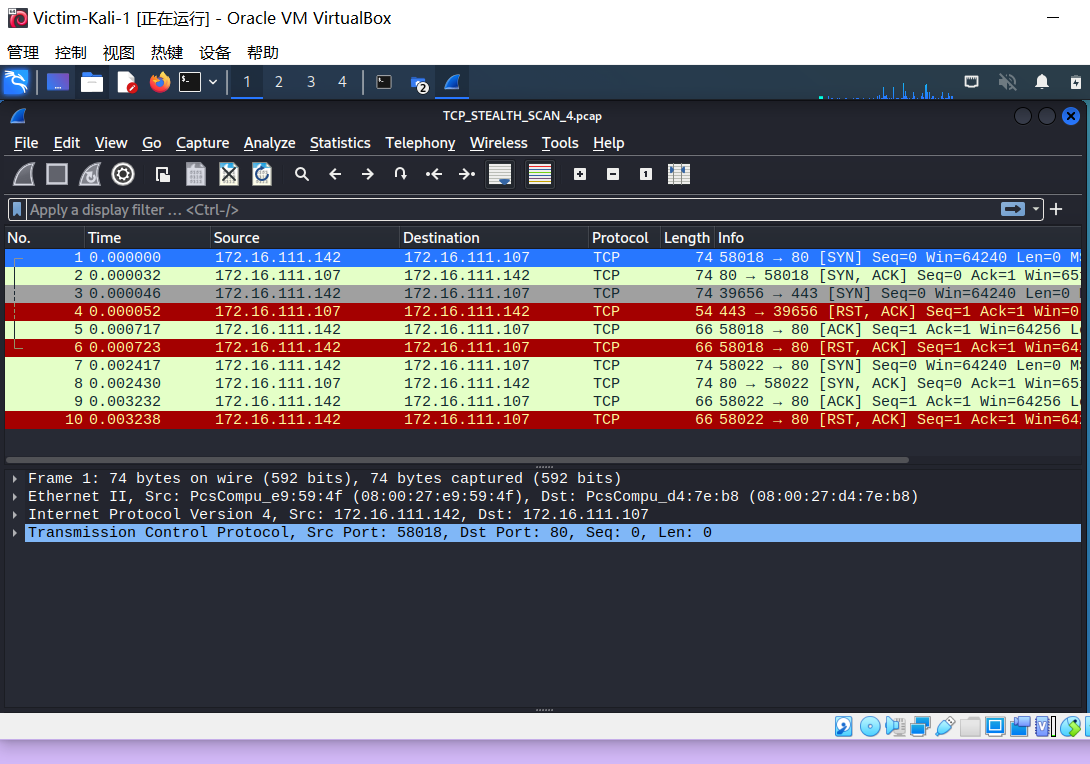 Victim-Kali-1 [正在运行] - Oracle VM VirtualBox
管理 控制 视图 热键 设备 帮助
1 2 3 4 2
TCP_STEALTH_SCAN_4.pcap
File Edit View Go Capture Analyze Statistics Telephony Wireless Tools Help
Apply a display filter … <Ctrl-/>
No. Time Source Destination Protocol Length Info
1 0.000000 172.16.111.142 172.16.111.107 TCP 74 58018 → 80 [SYN] Seq=0 Win=64240 Len=0 M
2 0.000032 172.16.111.107 172.16.111.142 TCP 74 80 → 58018 [SYN, ACK] Seq=0 Ack=1 Win=65
3 0.000046 172.16.111.142 172.16.111.107 TCP 74 39656 → 443 [SYN] Seq=0 Win=64240 Len=0
4 0.000052 172.16.111.107 172.16.111.142 TCP 54 443 → 39656 [RST, ACK] Seq=1 Ack=1 Win=0
5 0.000717 172.16.111.142 172.16.111.107 TCP 66 58018 → 80 [ACK] Seq=1 Ack=1 Win=64256 L
6 0.000723 172.16.111.142 172.16.111.107 TCP 66 58018 → 80 [RST, ACK] Seq=1 Ack=1 Win=64
7 0.002417 172.16.111.142 172.16.111.107 TCP 74 58022 → 80 [SYN] Seq=0 Win=64240 Len=0 M
8 0.002430 172.16.111.107 172.16.111.142 TCP 74 80 → 58022 [SYN, ACK] Seq=0 Ack=1 Win=65
9 0.003232 172.16.111.142 172.16.111.107 TCP 66 58022 → 80 [ACK] Seq=1 Ack=1 Win=64256 L
10 0.003238 172.16.111.142 172.16.111.107 TCP 66 58022 → 80 [RST, ACK] Seq=1 Ack=1 Win=64
Frame 1: 74 bytes on wire (592 bits), 74 bytes captured (592 bits)
Ethernet II, Src: PcsCompu_e9:59:4f (08:00:27:e9:59:4f), Dst: PcsCompu_d4:7e:b8 (08:00:27:d4:7e:b8)
Internet Protocol Version 4, Src: 172.16.111.142, Dst: 172.16.111.107
Transmission Control Protocol, Src Port: 58018, Dst Port: 80, Seq: 0, Len: 0